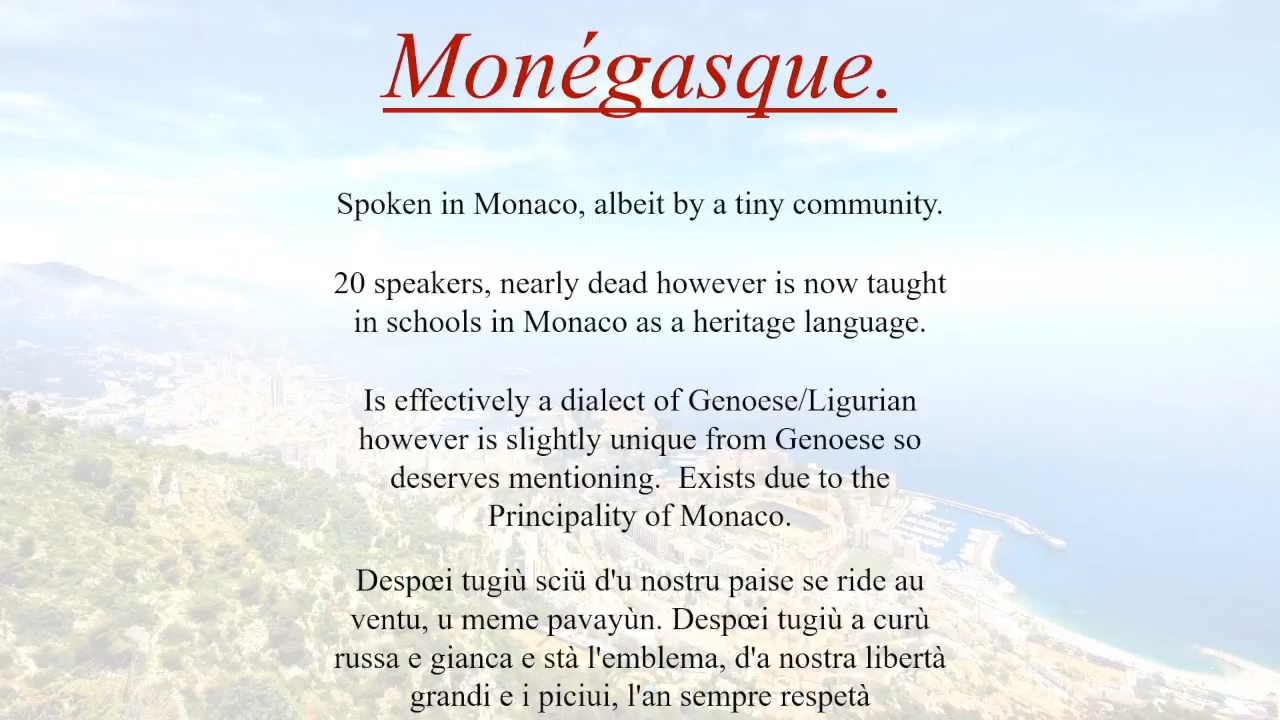 Monégasque.
Spoken in Monaco, albeit by a tiny community.
20 speakers, nearly dead however is now taught
in schools in Monaco as a heritage language.
Is effectively a dialect of Genoese/Ligurian
however is slightly unique from Genoese so
deserves mentioning.  Exists due to the
Principality of Monaco.
Despœi tugiù sciü d'u nostru paise se ride au
ventu, u meme pavayùn. Despœi tugiù a curù
russa e gianca e stà l'emblema, d'a nostra libertà
grandi e i piciui, l'an sempre respetà